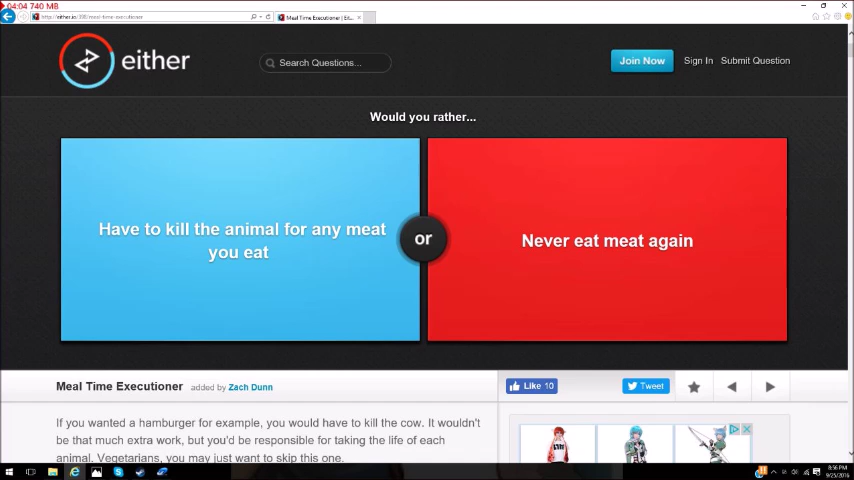 04:04 740 MB
Meal Time Executioner | Eit...
either
Search Questions...
Join Now
Sign In
Submit Question
Would you rather...
Have to kill the animal for any meat
you eat
or
Never eat meat again
Meal Time Executioner added by Zach Dunn
Like 10
Tweet
If you wanted a hamburger for example, you would have to kill the cow. It wouldn't
be that much extra work, but you'd be responsible for taking the life of each
animal. Vegetarians, you may just want to skip this one.
8:56 PM
9/25/2016